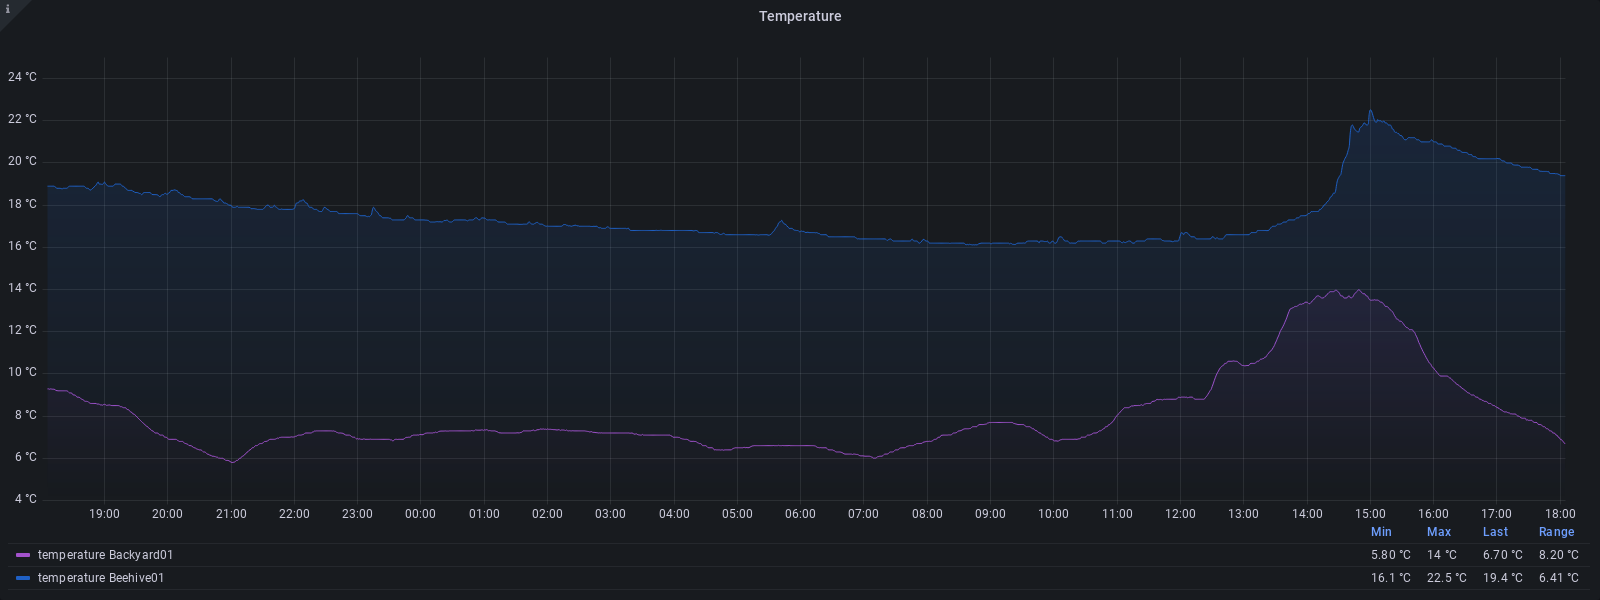 i
Temperature
24 °C
22 °C
20 °C
18 °C
16 °C
14 °C
12 °C
10 °C
8 °C
6 °C
4 °C
19:00 20:00 21:00 22:00 23:00 00:00 01:00 02:00 03:00 04:00 05:00 06:00 07:00 08:00 09:00 10:00 11:00 12:00 13:00 14:00 15:00 16:00 17:00 18:00
Min Max Last Range
temperature Backyard01 5.80 °C 14 °C 6.70 °C 8.20 °C
temperature Beehive01 16.1 °C 22.5 °C 19.4 °C 6.41 °C